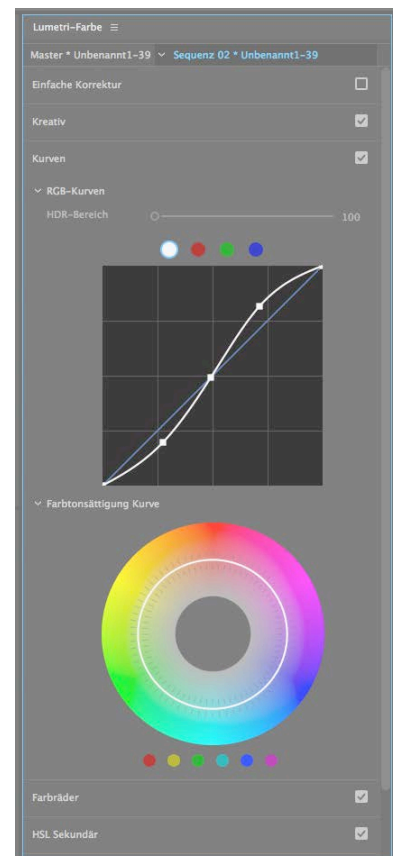 Lumetri-Farbe
Master * Unbenannt1-39 Sequenz 02 * Unbenannt1-39
Einfache Korrektur
Kreativ
Kurven
RGB-Kurven
HDR-Bereich 100
Farbtonsättigung Kurve
Farbräder
HSL Sekundär